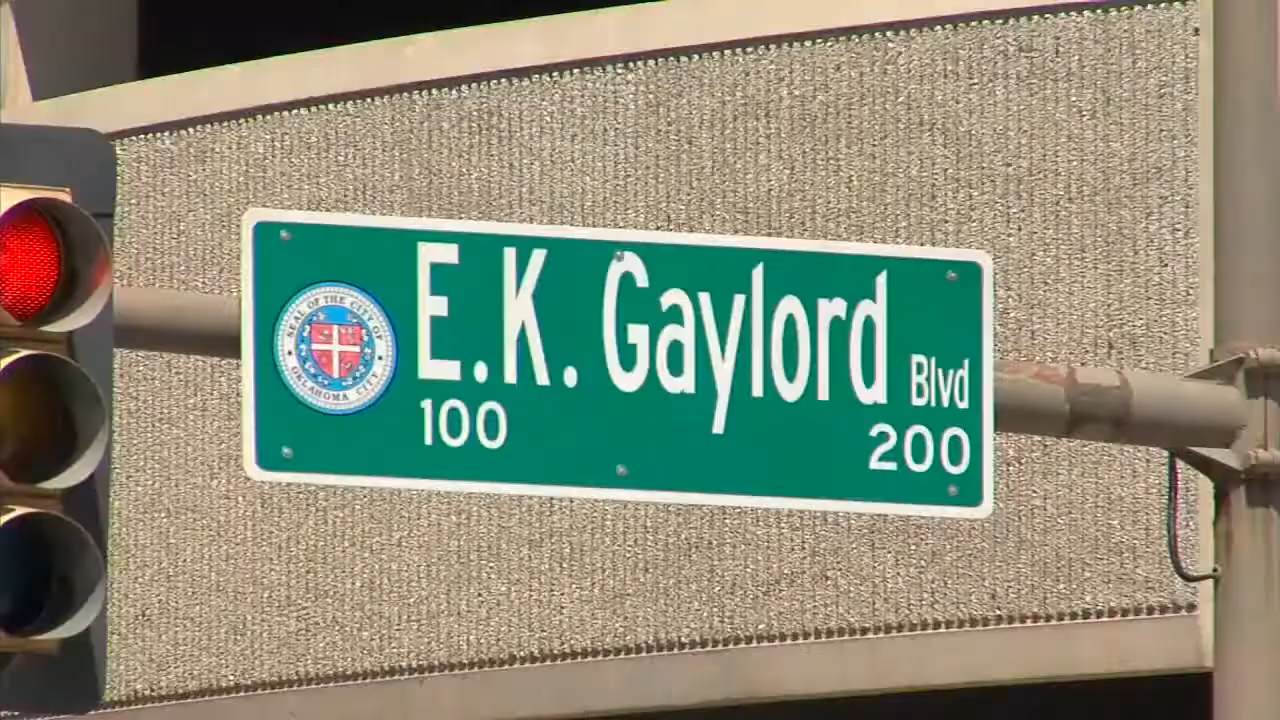 SEAL OF THE CITY OF
OKLAHOMA CITY
E.K. Gaylord Blvd
100 200